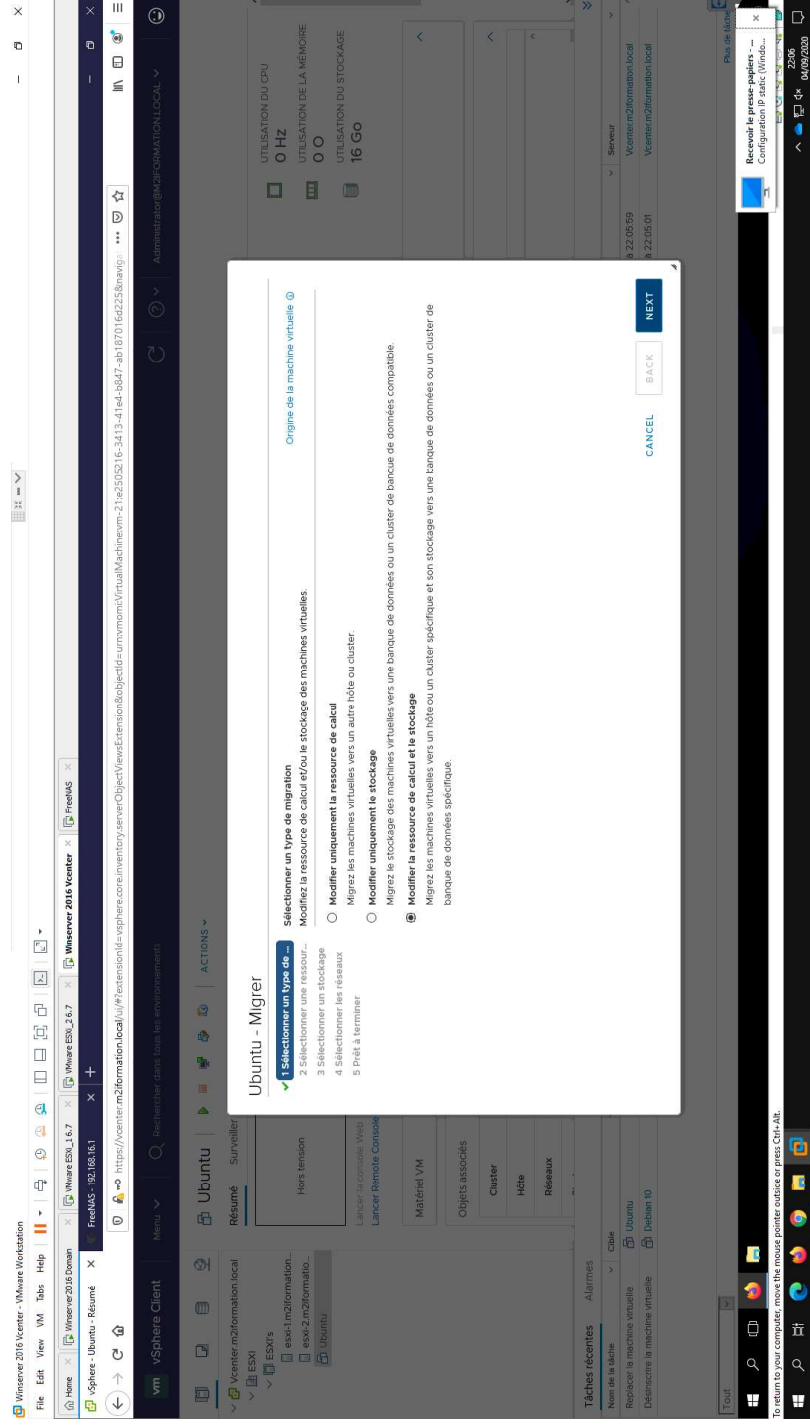 Winserver 2016 Vcenter - VMware Workstation
File Edit View VM Tabs Help
Home
Winserver 2016 Domain
VMware ESXi_1 6.7
VMware ESXi_2 6.7
Winserver 2016 Vcenter
FreeNAS
vSphere - Ubuntu - Résumé
FreeNAS - 192.168.16.1
https://vcenter.m2iformation.local/ui/#?extensionId=vsphere.core.inventory.serverObjectViewsExtension&objectId=urn:vmomi:VirtualMachine:vm-21:e2505216-3413-41e4-b847-ab187016d225&naviga
vm vSphere Client
Menu
Rechercher dans tous les environnements
Administrator@M2IFORMATION.LOCAL
Vcenter.m2iformation.local
ESXI
ESXI's
esxi-1.m2iformation...
esxi-2.m2iformatio...
Ubuntu
Ubuntu
ACTIONS
Résumé
Surveiller
Hors tension
Lancer la console Web
Lancer Remote Console
UTILISATION DU CPU
0 Hz
UTILISATION DE LA MÉMOIRE
0 O
UTILISATION DU STOCKAGE
16 Go
Matériel VM
Objets associés
Cluster
Hôte
Réseaux
Ubuntu - Migrer
1 Sélectionner un type de ...
2 Sélectionner une ressour...
3 Sélectionner un stockage
4 Sélectionner les réseaux
5 Prêt à terminer
Sélectionner un type de migration
Origine de la machine virtuelle
Modifiez la ressource de calcul et/ou le stockage des machines virtuelles.
Modifier uniquement la ressource de calcul
Migrez les machines virtuelles vers un autre hôte ou cluster.
Modifier uniquement le stockage
Migrez le stockage des machines virtuelles vers une banque de données ou un cluster de banque de données compatible.
Modifier la ressource de calcul et le stockage
Migrez les machines virtuelles vers un hôte ou un cluster spécifique et son stockage vers une banque de données ou un cluster de
banque de données spécifique.
CANCEL
BACK
NEXT
Tâches récentes
Alarmes
Nom de la tâche
Cible
Serveur
Replacer la machine virtuelle
Ubuntu
à 22:05:59
Vcenter.m2iformation.local
Désinscrire la machine virtuelle
Debian 10
à 22:05:01
Vcenter.m2iformation.local
Tout
Plus de tâche
Recevoir le presse-papiers - ...
Configuration IP static (Windo...
To return to your computer, move the mouse pointer outside or press Ctrl+Alt.
22:06
04/09/2020